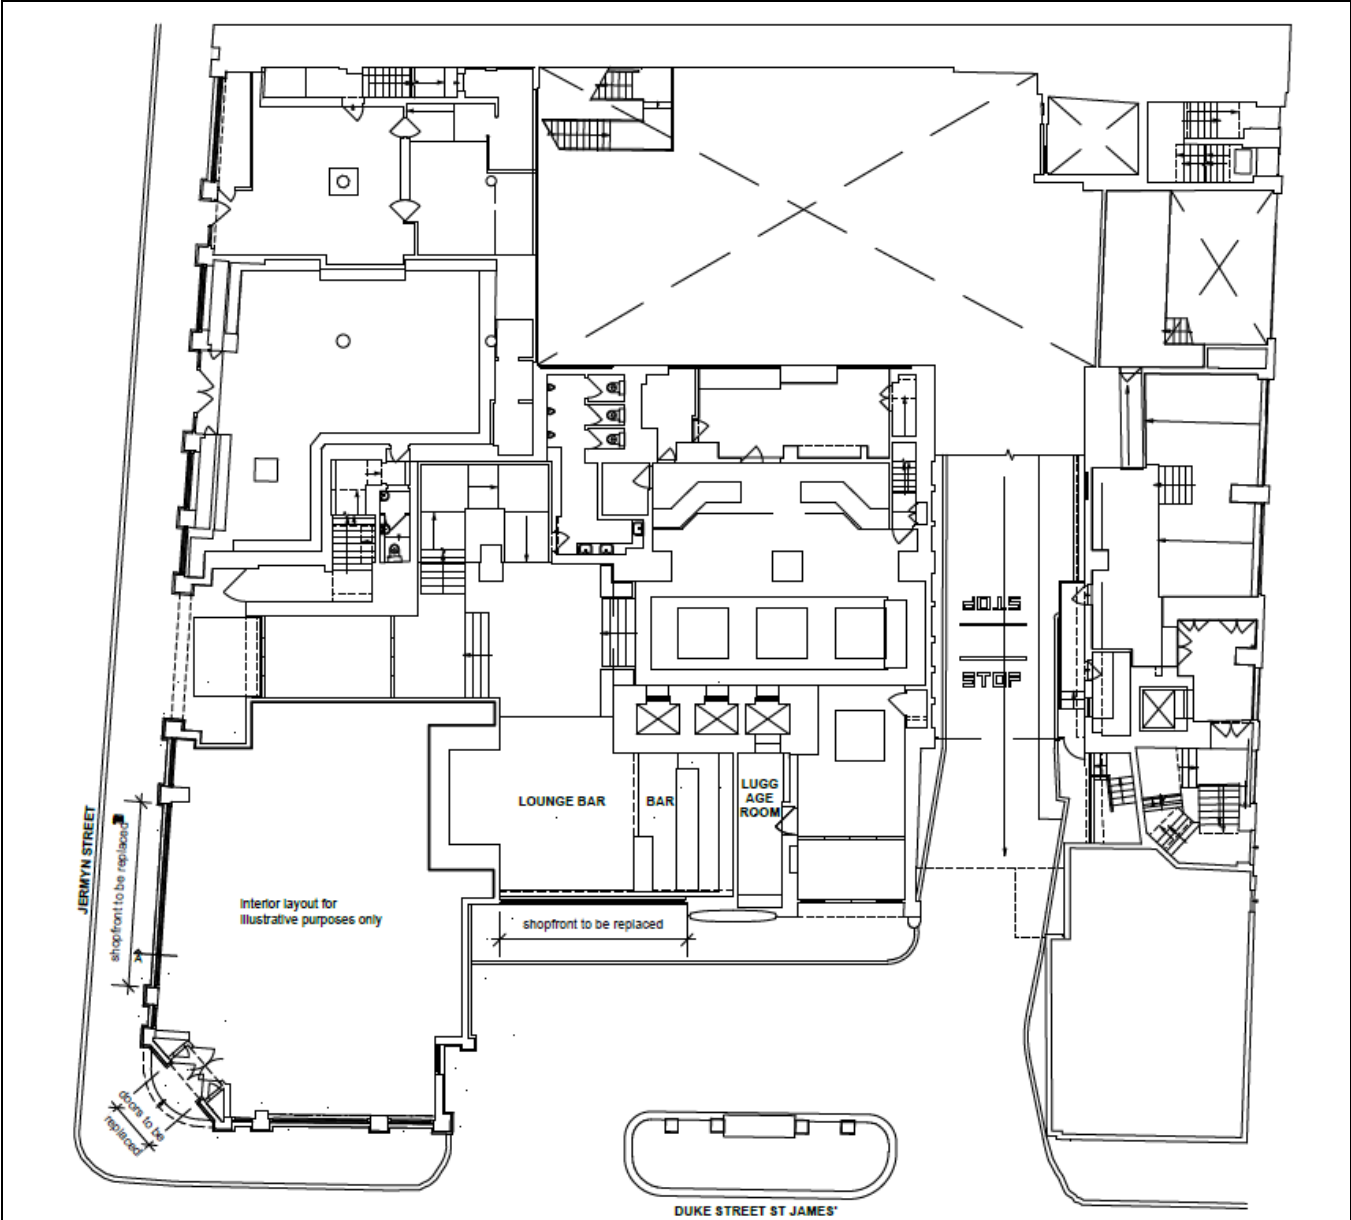 STOP
STOP
LOUNGE BAR
BAR
LUGG
AGE
ROOM
JERMYN STREET
shopfront to be replaced
Interior layout for
illustrative purposes only
shopfront to be replaced
doors to be
replaced
DUKE STREET ST JAMES'